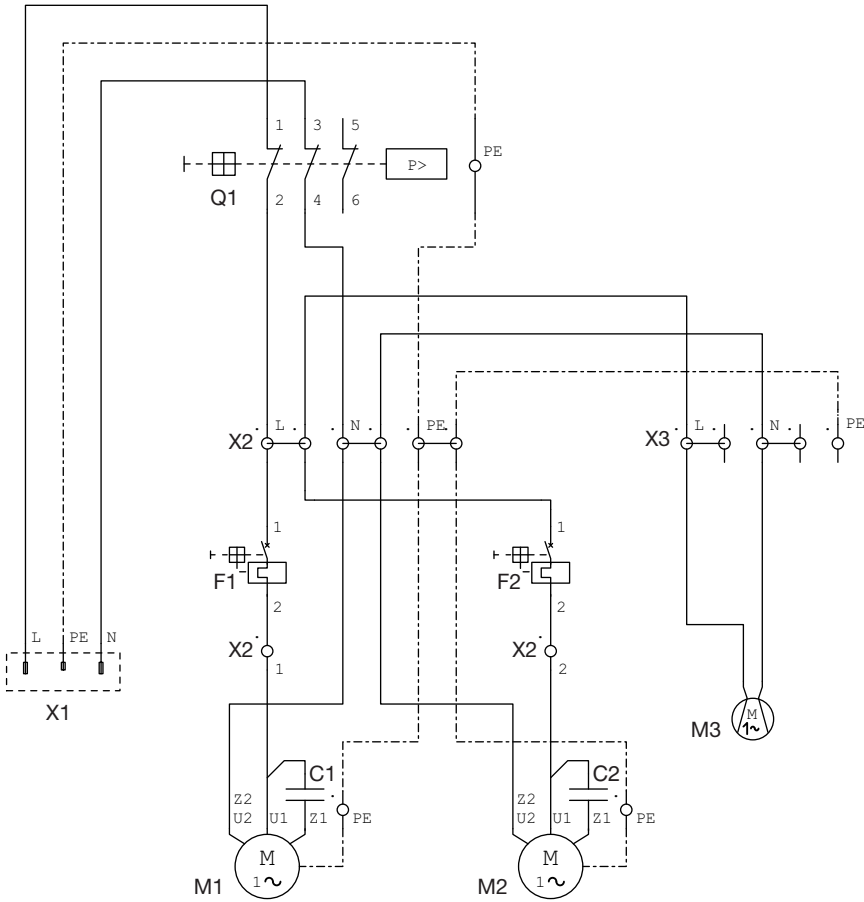 1 3 5
P> PE
Q1 2 4 6
X2 L N PE X3 L N PE
1 1
F1 F2
2 2
L PE N X2 X2
1 2
X1
M
1~
M3
C1 C2
Z2 Z2
U2 U1 Z1 PE U2 U1 Z1 PE
M M
M1 1~ M2 1~